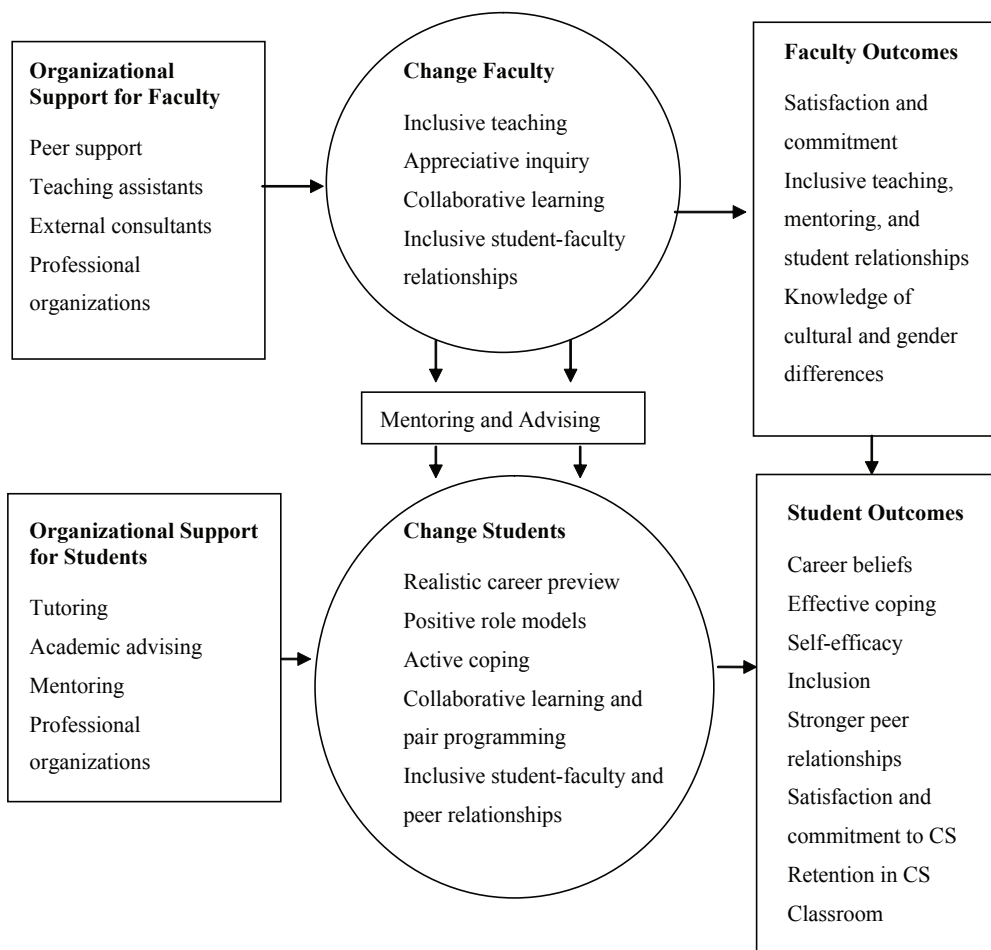 Organizational
Support for Faculty
Peer support
Teaching assistants
External consultants
Professional
organizations
Change Faculty
Inclusive teaching
Appreciative inquiry
Collaborative learning
Inclusive student-faculty
relationships
Faculty Outcomes
Satisfaction and
commitment
Inclusive teaching,
mentoring, and
student relationships
Knowledge of
cultural and gender
differences
Mentoring and Advising
Organizational Support
for Students
Tutoring
Academic advising
Mentoring
Professional
organizations
Change Students
Realistic career preview
Positive role models
Active coping
Collaborative learning and
pair programming
Inclusive student-faculty and
peer relationships
Student Outcomes
Career beliefs
Effective coping
Self-efficacy
Inclusion
Stronger peer
relationships
Satisfaction and
commitment to CS
Retention in CS
Classroom